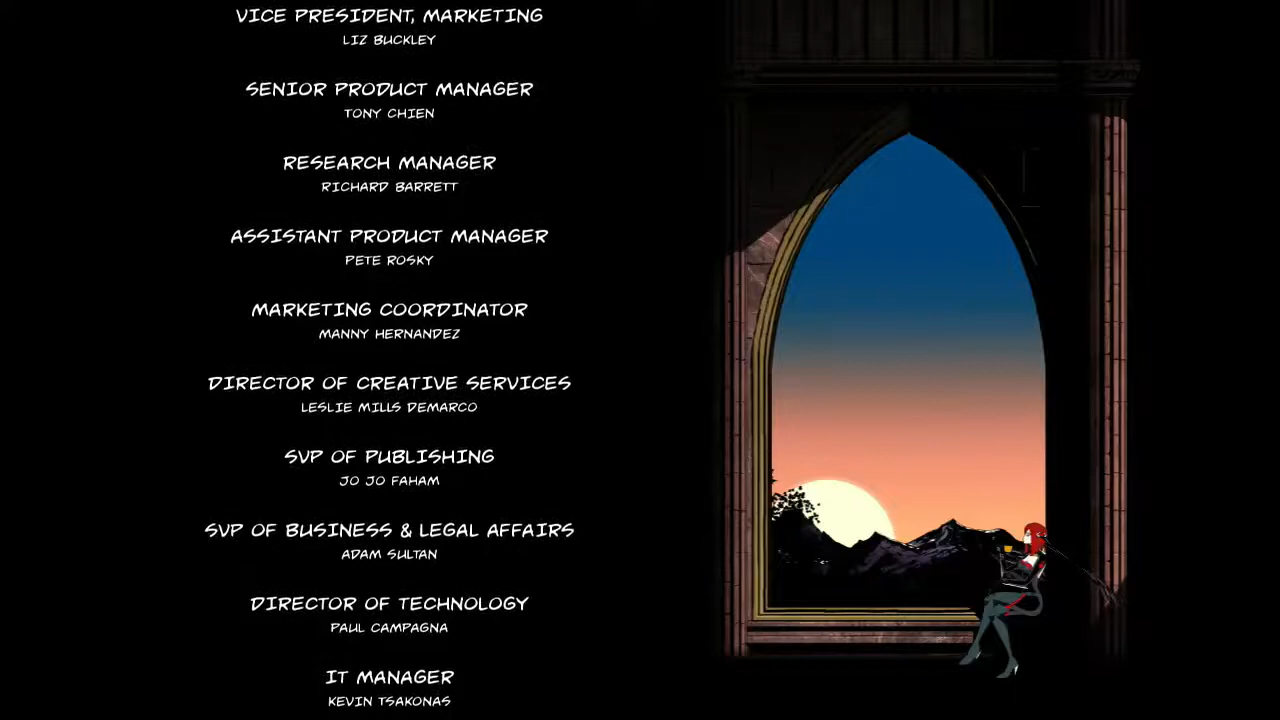 VICE PRESIDENT, MARKETING
LIZ BUCKLEY
SENIOR PRODUCT MANAGER
TONY CHIEN
RESEARCH MANAGER
RICHARD BARRETT
ASSISTANT PRODUCT MANAGER
PETE ROSKY
MARKETING COORDINATOR
MANNY HERNANDEZ
DIRECTOR OF CREATIVE SERVICES
LESLIE MILLS DEMARCO
SVP OF PUBLISHING
JO JO FAHAM
SVP OF BUSINESS & LEGAL AFFAIRS
ADAM SULTAN
DIRECTOR OF TECHNOLOGY
PAUL CAMPAGNA
IT MANAGER
KEVIN TSAKONAS